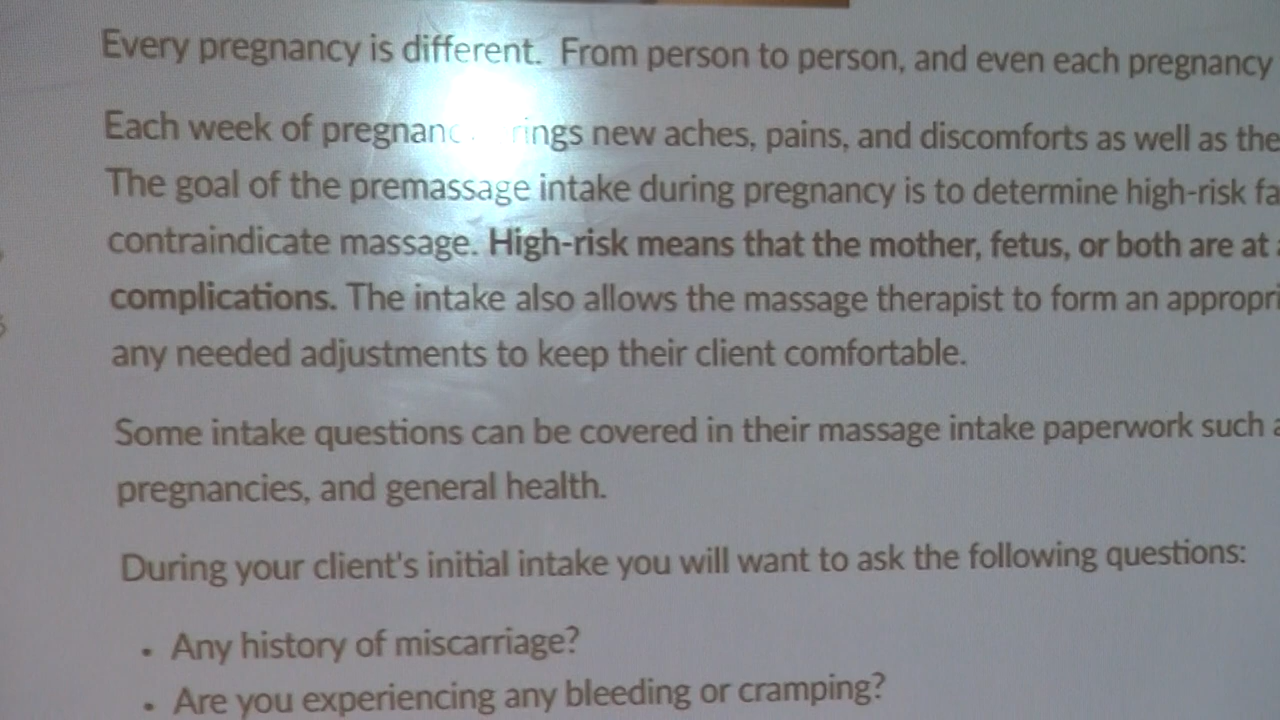 Every pregnancy is different. From person to person, and even each pregnancy
Each week of new aches, pains, and discomforts as well as the
The goal of the premassage intake during pregnancy is to determine high-risk
contraindicate massage. High-risk means that the mother, fetus, or both are at
complications. The intake also allows the massage therapist to form an
any needed adjustments to keep their client comfortable.
Some intake questions can be covered in their massage intake paperwork such
pregnancies, and general health.
During your client's initial intake you will want to ask the following questions:
• Any history of miscarriage?
• Are you experiencing any bleeding or cramping?